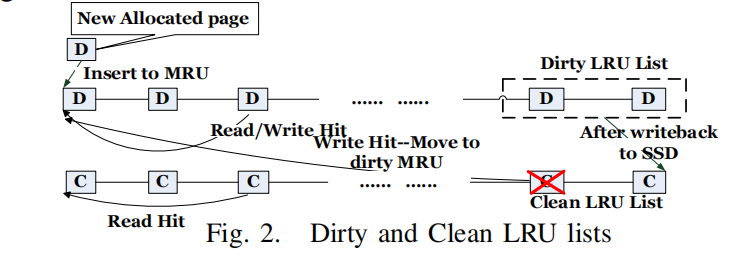 New Allocated page
D
Insert to MRU
Dirty LRU List
D D D ...... ...... D D
Read/Write Hit
Write Hit--Move to
dirty MRU
After writeback
to SSD
C C C ...... ...... C C
Clean LRU List
Read Hit
Fig. 2. Dirty and Clean LRU lists